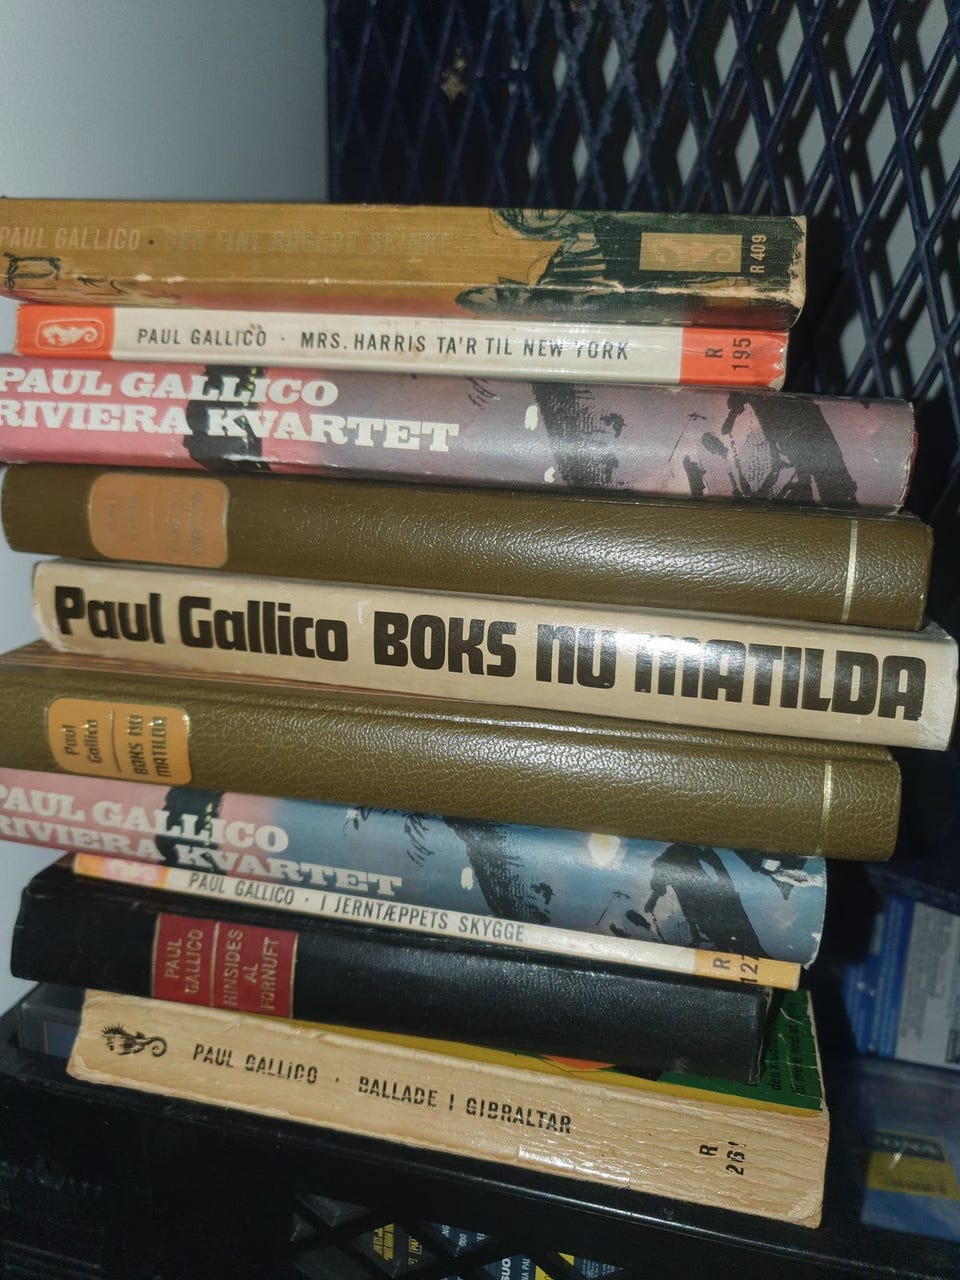 PAUL GALLICO ·
R 409
PAUL GALLICO · MRS. HARRIS TA'R TIL NEW YORK
R
195
PAUL GALLICO
RIVIERA KVARTET
Paul Gallico BOKS NU MATILDA
Paul
Gallico
BOKS NU
MATILDA
PAUL GALLICO
RIVIERA KVARTET
PAUL GALLICO · I JERNTÆPPETS SKYGGE
R
127
PAUL
GALLICO
HINSIDES
AL
FORNUFT
PAUL GALLICO · BALLADE I GIBRALTAR
R